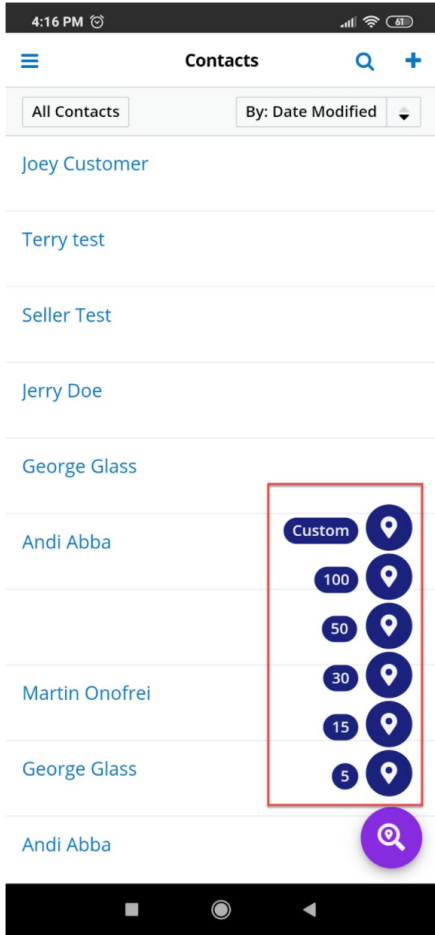 4:16 PM
61
Contacts
All Contacts
By: Date Modified
Joey Customer
Terry test
Seller Test
Jerry Doe
George Glass
Andi Abba
Custom
100
50
Martin Onofrei
30
15
George Glass
5
Andi Abba